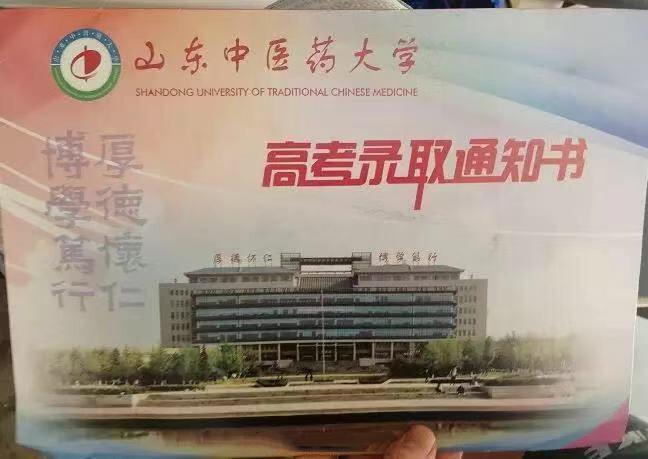 山东中医药大学
SHANDONG UNIVERSITY OF TRADITIONAL CHINESE MEDICINE
高考录取通知书
厚德懷仁
博學篤行
厚德怀仁 博学笃行